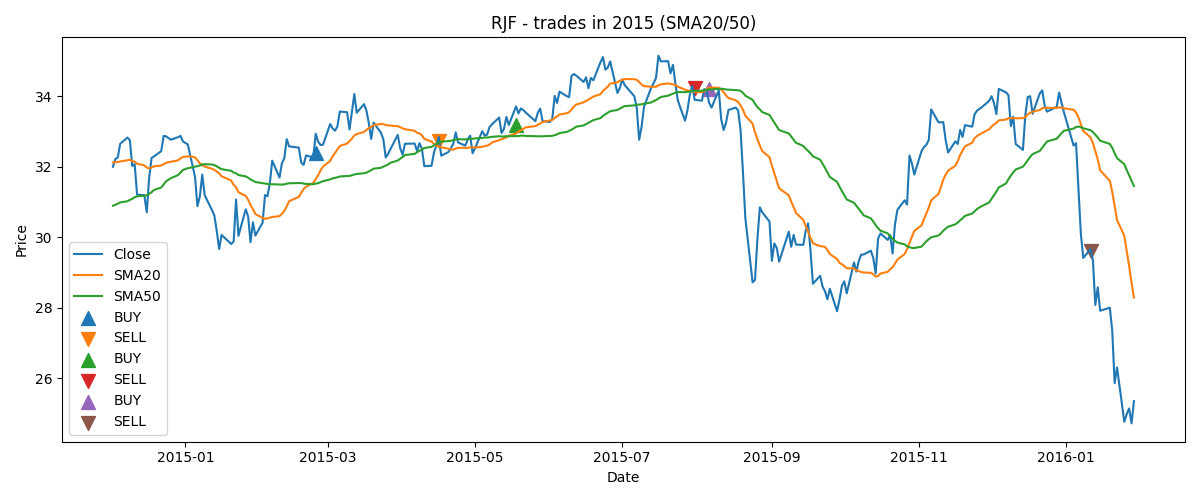 RJF - trades in 2015 (SMA20/50)
Price
34
32
30
28
26
Close
SMA20
SMA50
BUY
SELL
BUY
SELL
BUY
SELL
2015-01
2015-03
2015-05
2015-07
2015-09
2015-11
2016-01
Date